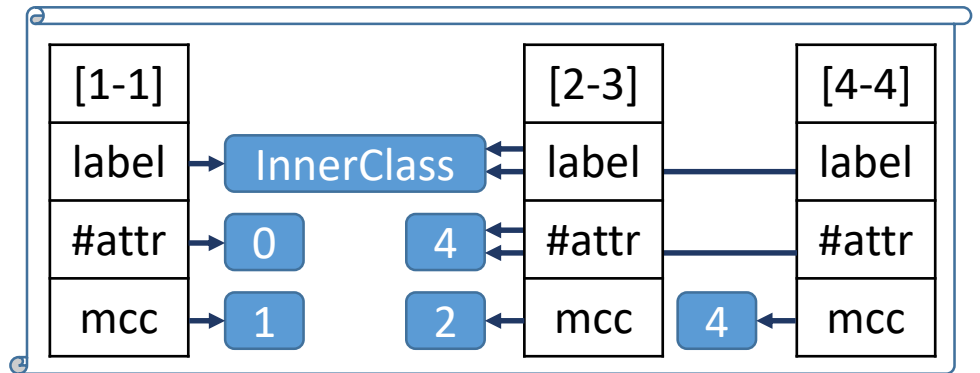 [1-1] [2-3] [4-4]
label InnerClass label label
#attr 0 4 #attr #attr
mcc 1 2 mcc 4 mcc